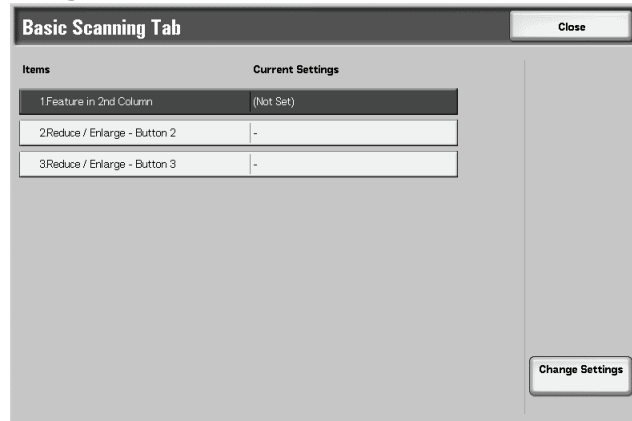 Basic Scanning Tab
Close
Items Current Settings
1.Feature in 2nd Column (Not Set)
2.Reduce / Enlarge - Button 2 -
3.Reduce / Enlarge - Button 3 -
Change Settings